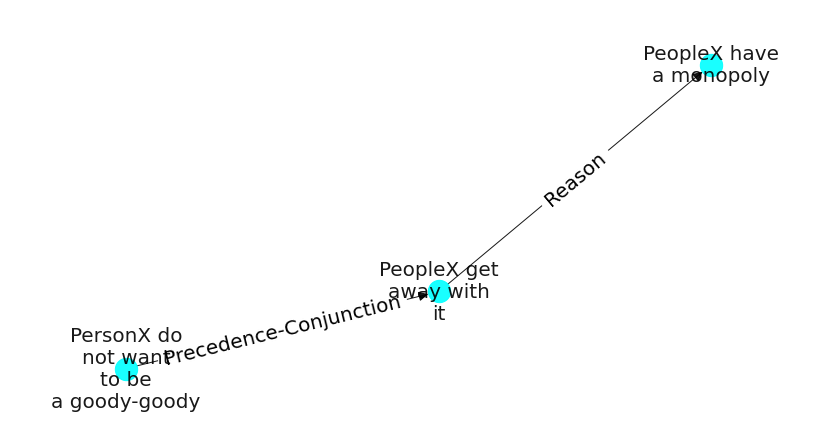 PeopleX have
a monopoly
Reason
PeopleX get
away with
it
Precedence-Conjunction
PersonX do
not want
to be
a goody-goody